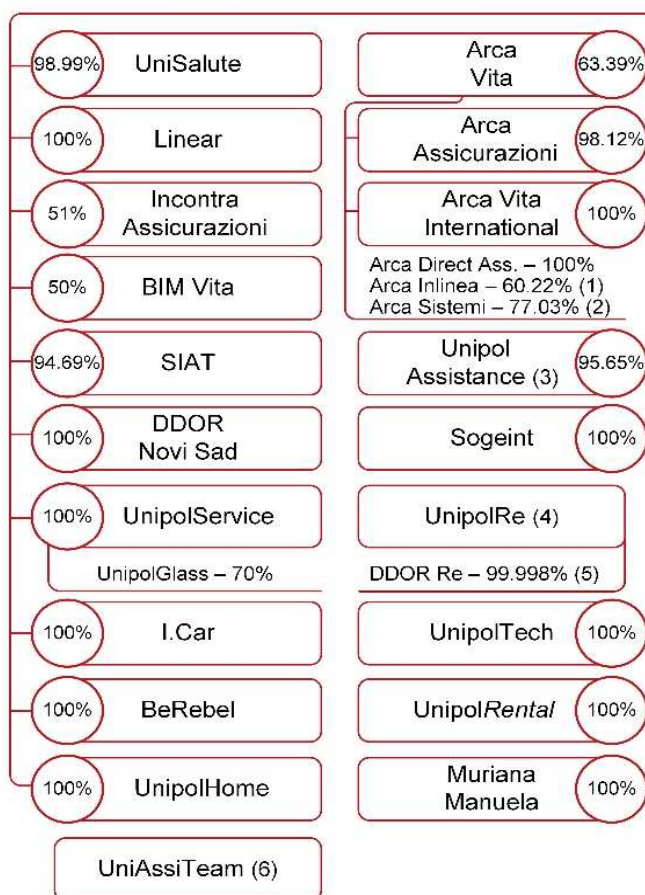 98.99%
UniSalute
Arca
Vita
63.39%
100%
Linear
Arca
Assicurazioni
98.12%
51%
Incontra
Assicurazioni
Arca Vita
International
100%
Arca Direct Ass. – 100%
Arca Inlinea – 60.22% (1)
Arca Sistemi – 77.03% (2)
50%
BIM Vita
94.69%
SIAT
Unipol
Assistance (3)
95.65%
100%
DDOR
Novi Sad
Sogeint
100%
100%
UnipolService
UnipolRe (4)
UnipolGlass – 70%
DDOR Re – 99.998% (5)
100%
I.Car
UnipolTech
100%
100%
BeRebel
UnipolRental
100%
100%
UnipolHome
Muriana
Manuela
100%
UniAssiTeam (6)